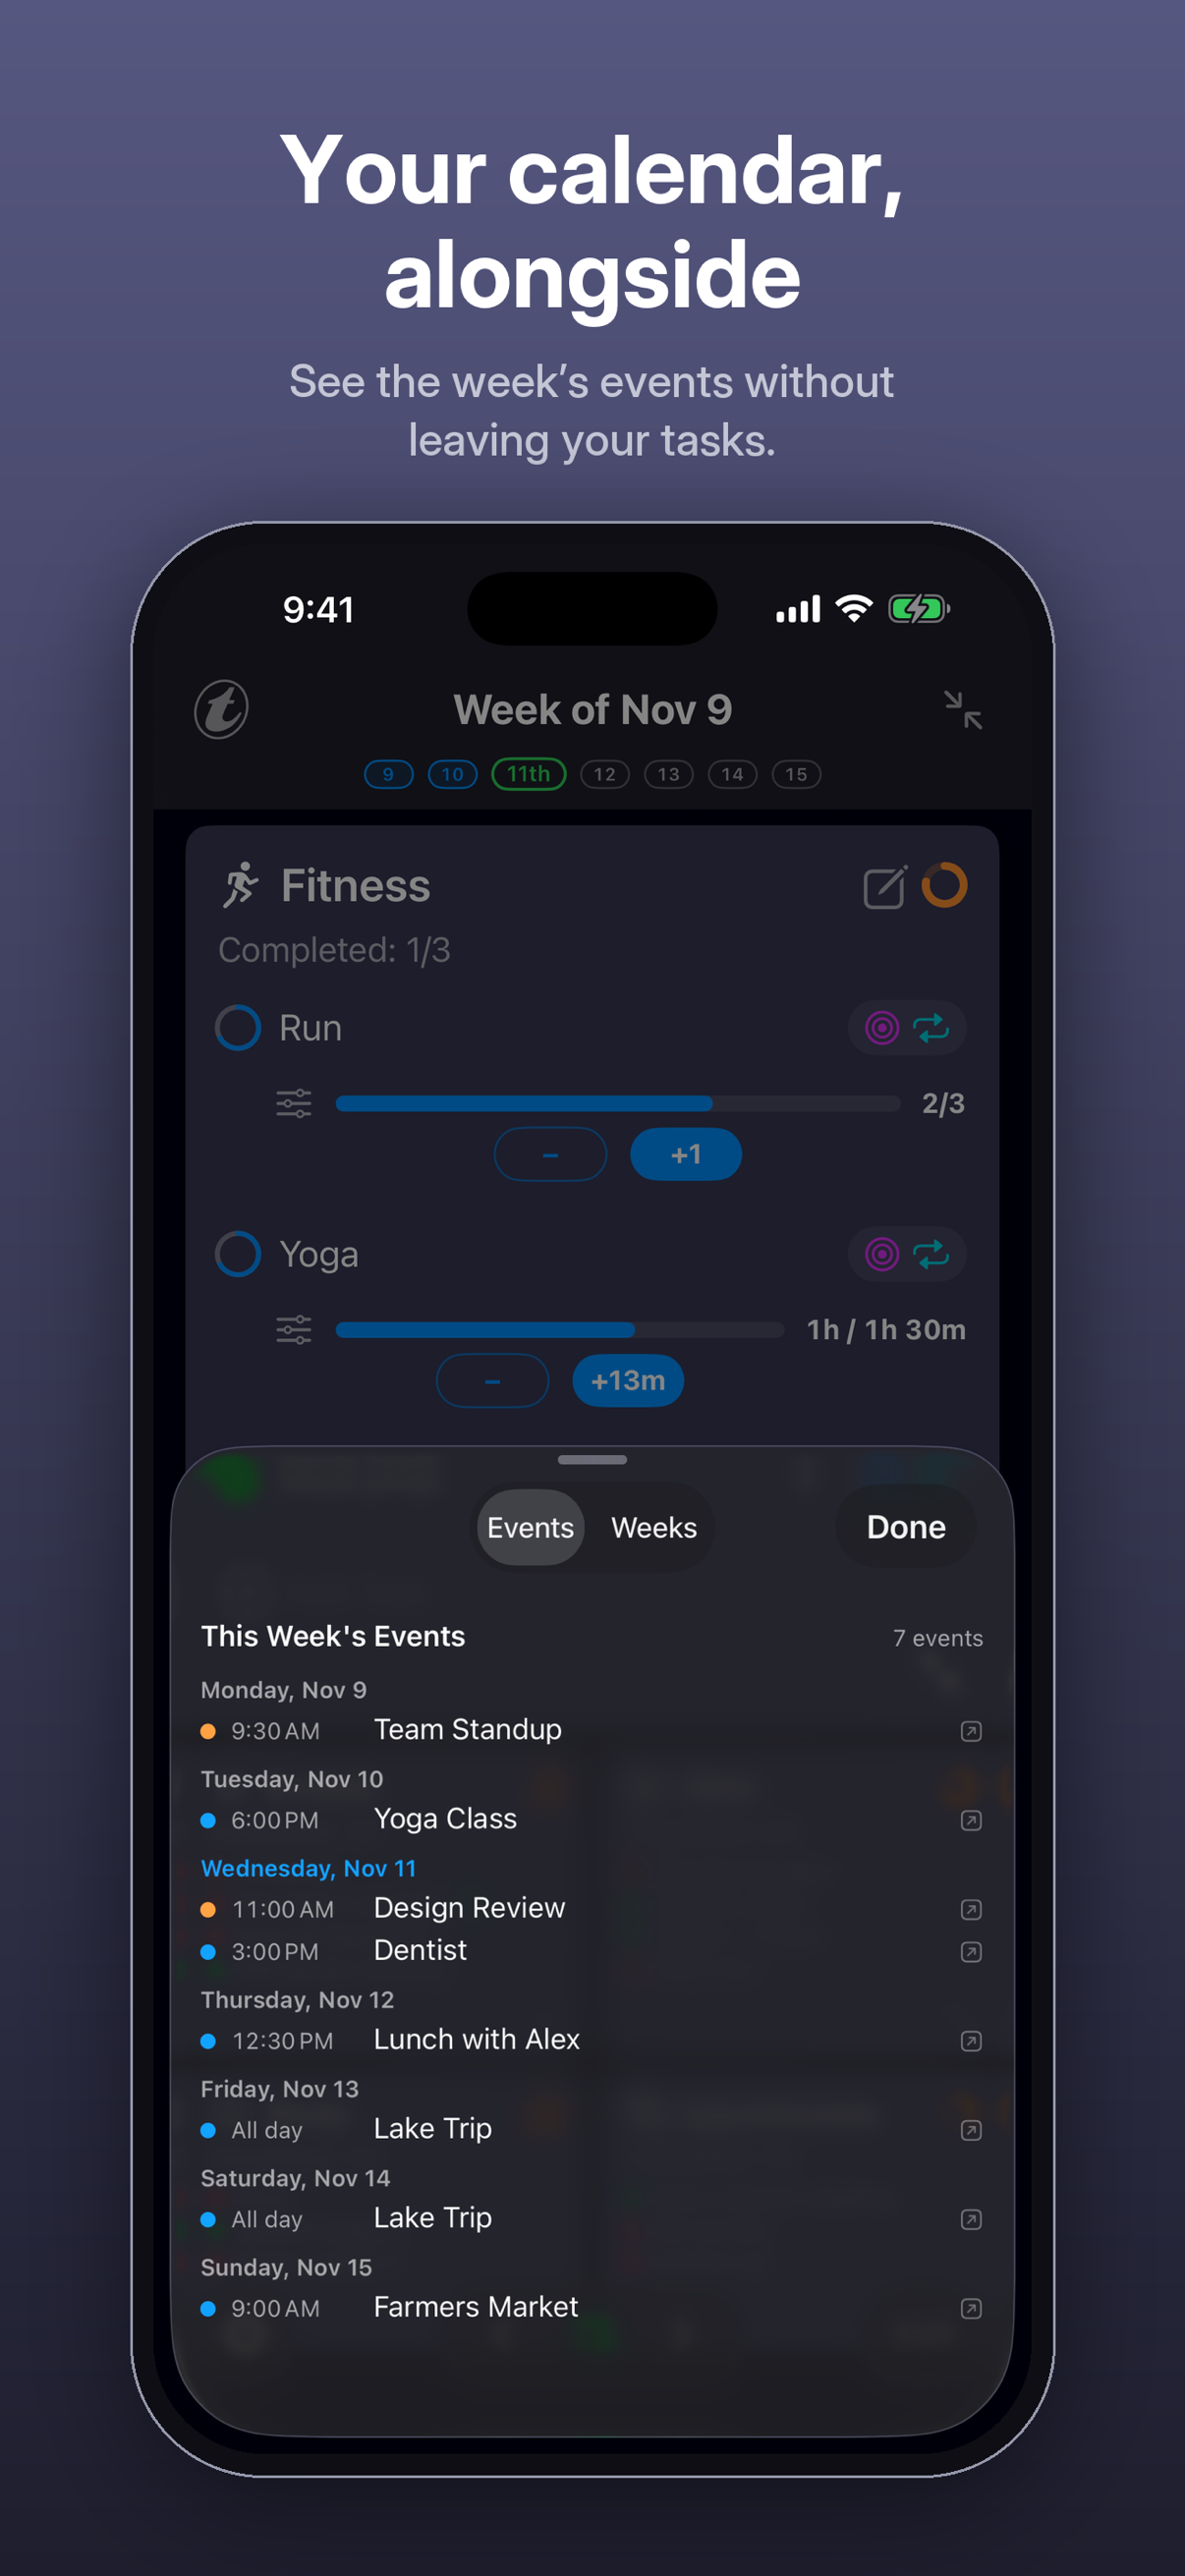 Your calendar,
alongside
See the week’s events without
leaving your tasks.
9:41
t
Week of Nov 9
9 10 11th 12 13 14 15
Fitness
Completed: 1/3
Run
2/3
– +1
Yoga
1h / 1h 30m
– +13m
Events Weeks Done
This Week's Events 7 events
Monday, Nov 9
9:30 AM Team Standup
Tuesday, Nov 10
6:00 PM Yoga Class
Wednesday, Nov 11
11:00 AM Design Review
3:00 PM Dentist
Thursday, Nov 12
12:30 PM Lunch with Alex
Friday, Nov 13
All day Lake Trip
Saturday, Nov 14
All day Lake Trip
Sunday, Nov 15
9:00 AM Farmers Market